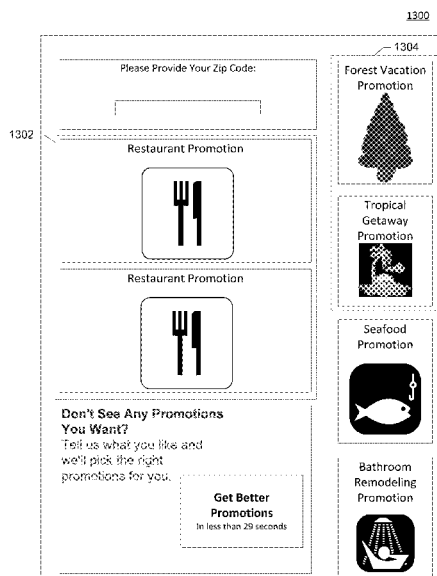 1300
1304
Please Provide Your Zip Code:
1302
Restaurant Promotion
Restaurant Promotion
Don't See Any Promotions
You Want?
Tell us what you like and
we'll pick the right
promotions for you.
Get Better
Promotions
In less than 29 seconds
Forest Vacation
Promotion
Tropical
Getaway
Promotion
Seafood
Promotion
Bathroom
Remodeling
Promotion